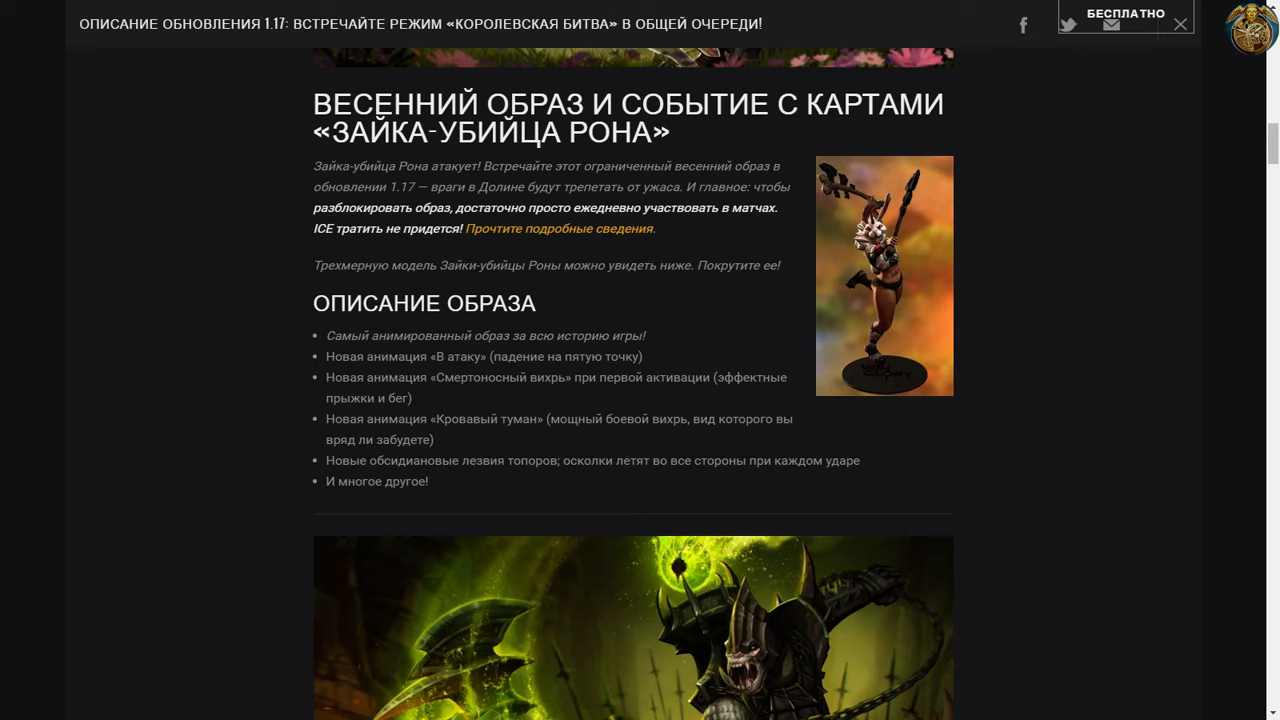 ОПИСАНИЕ ОБНОВЛЕНИЯ 1.17: ВСТРЕЧАЙТЕ РЕЖИМ «КОРОЛЕВСКАЯ БИТВА» В ОБЩЕЙ ОЧЕРЕДИ!
БЕСПЛАТНО
ВЕСЕННИЙ ОБРАЗ И СОБЫТИЕ С КАРТАМИ
«ЗАЙКА-УБИЙЦА РОНА»
Зайка-убийца Рона атакует! Встречайте этот ограниченный весенний образ в
обновлении 1.17 — враги в Долине будут трепетать от ужаса. И главное: чтобы
разблокировать образ, достаточно просто ежедневно участвовать в матчах.
ICE тратить не придется! Прочтите подробные сведения.
Трехмерную модель Зайки-убийцы Роны можно увидеть ниже. Покрутите ее!
ОПИСАНИЕ ОБРАЗА
• Самый анимированный образ за всю историю игры!
• Новая анимация «В атаку» (падение на пятую точку)
• Новая анимация «Смертоносный вихрь» при первой активации (эффектные
прыжки и бег)
• Новая анимация «Кровавый туман» (мощный боевой вихрь, вид которого вы
вряд ли забудете)
• Новые обсидиановые лезвия топоров; осколки летят во все стороны при каждом ударе
• И многое другое!